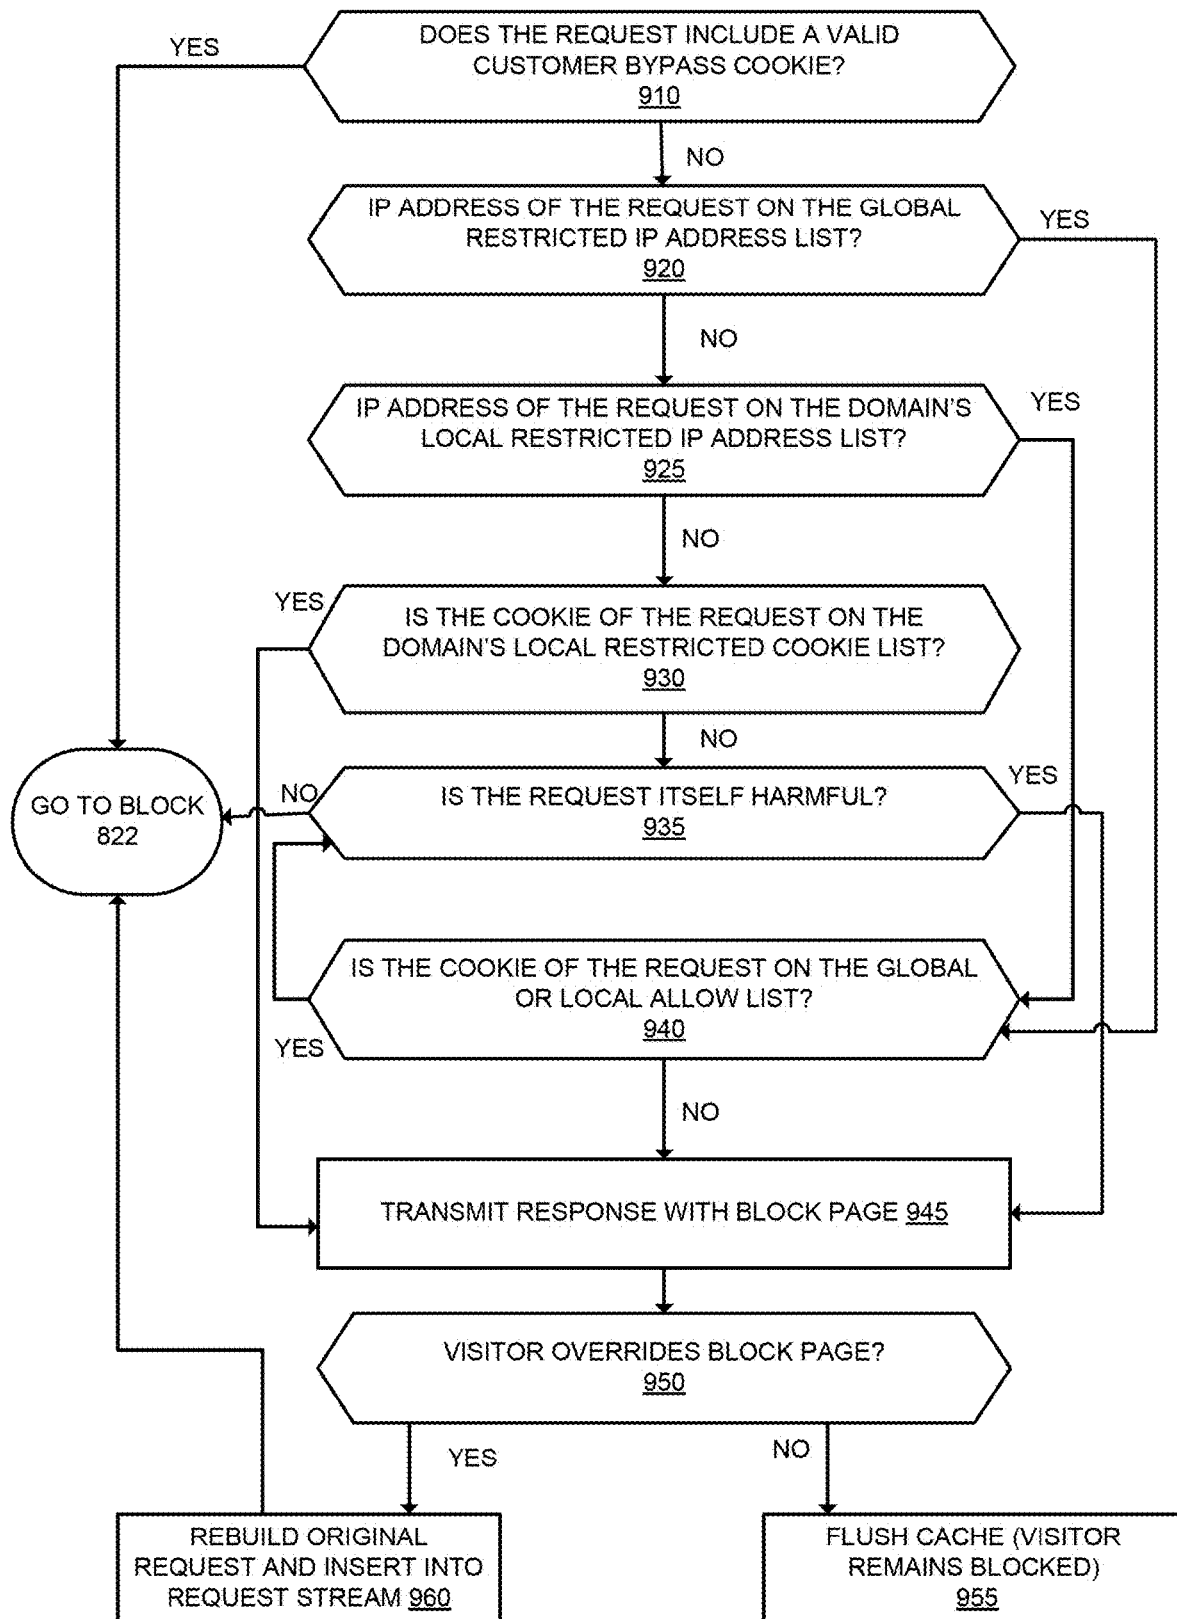 YES
DOES THE REQUEST INCLUDE A VALID
CUSTOMER BYPASS COOKIE?
910
NO
IP ADDRESS OF THE REQUEST ON THE GLOBAL
RESTRICTED IP ADDRESS LIST?
920
YES
NO
IP ADDRESS OF THE REQUEST ON THE DOMAIN'S
LOCAL RESTRICTED IP ADDRESS LIST?
925
YES
NO
YES
IS THE COOKIE OF THE REQUEST ON THE
DOMAIN'S LOCAL RESTRICTED COOKIE LIST?
930
NO
GO TO BLOCK
822
NO
IS THE REQUEST ITSELF HARMFUL?
935
YES
IS THE COOKIE OF THE REQUEST ON THE GLOBAL
OR LOCAL ALLOW LIST?
940
YES
NO
TRANSMIT RESPONSE WITH BLOCK PAGE 945
VISITOR OVERRIDES BLOCK PAGE?
950
YES
NO
REBUILD ORIGINAL
REQUEST AND INSERT INTO
REQUEST STREAM 960
FLUSH CACHE (VISITOR
REMAINS BLOCKED)
955